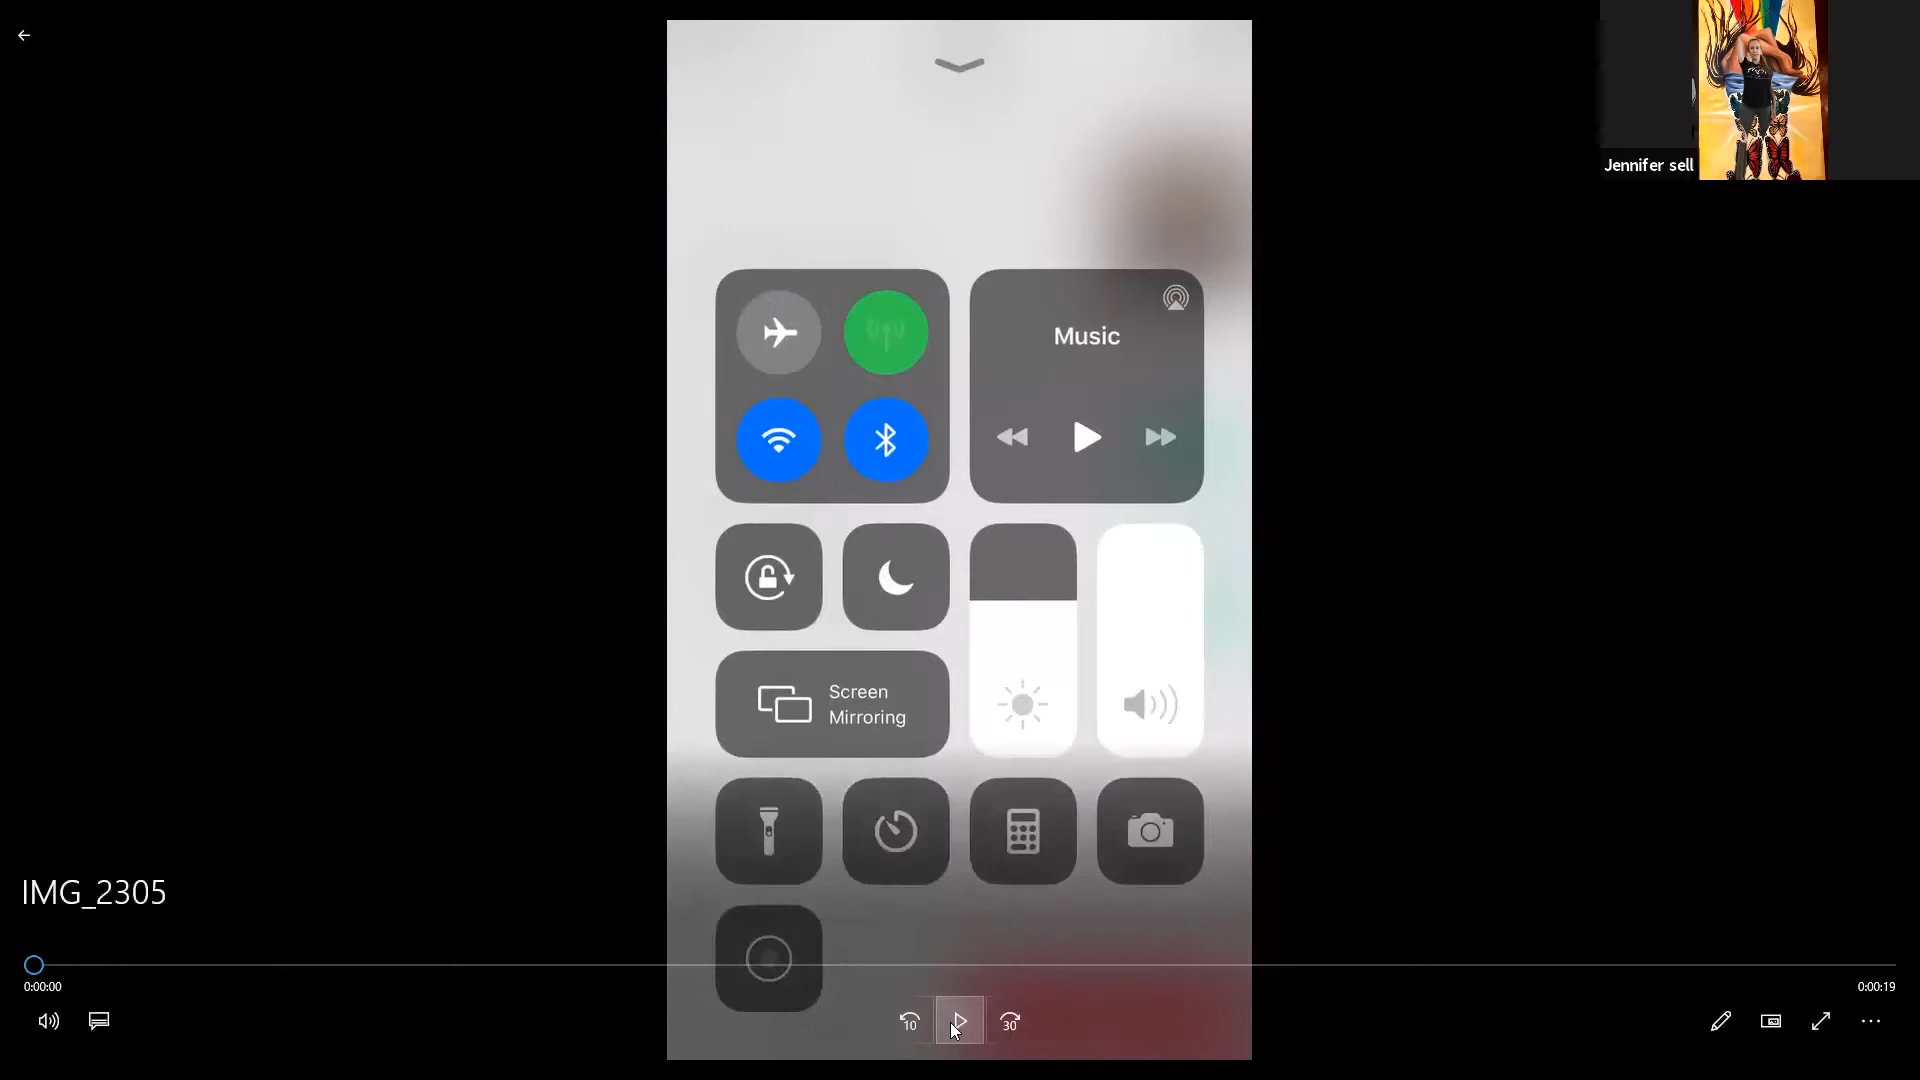 Jennifer sell
Music
Screen
Mirroring
IMG_2305
0:00:00
0:00:19
10
30